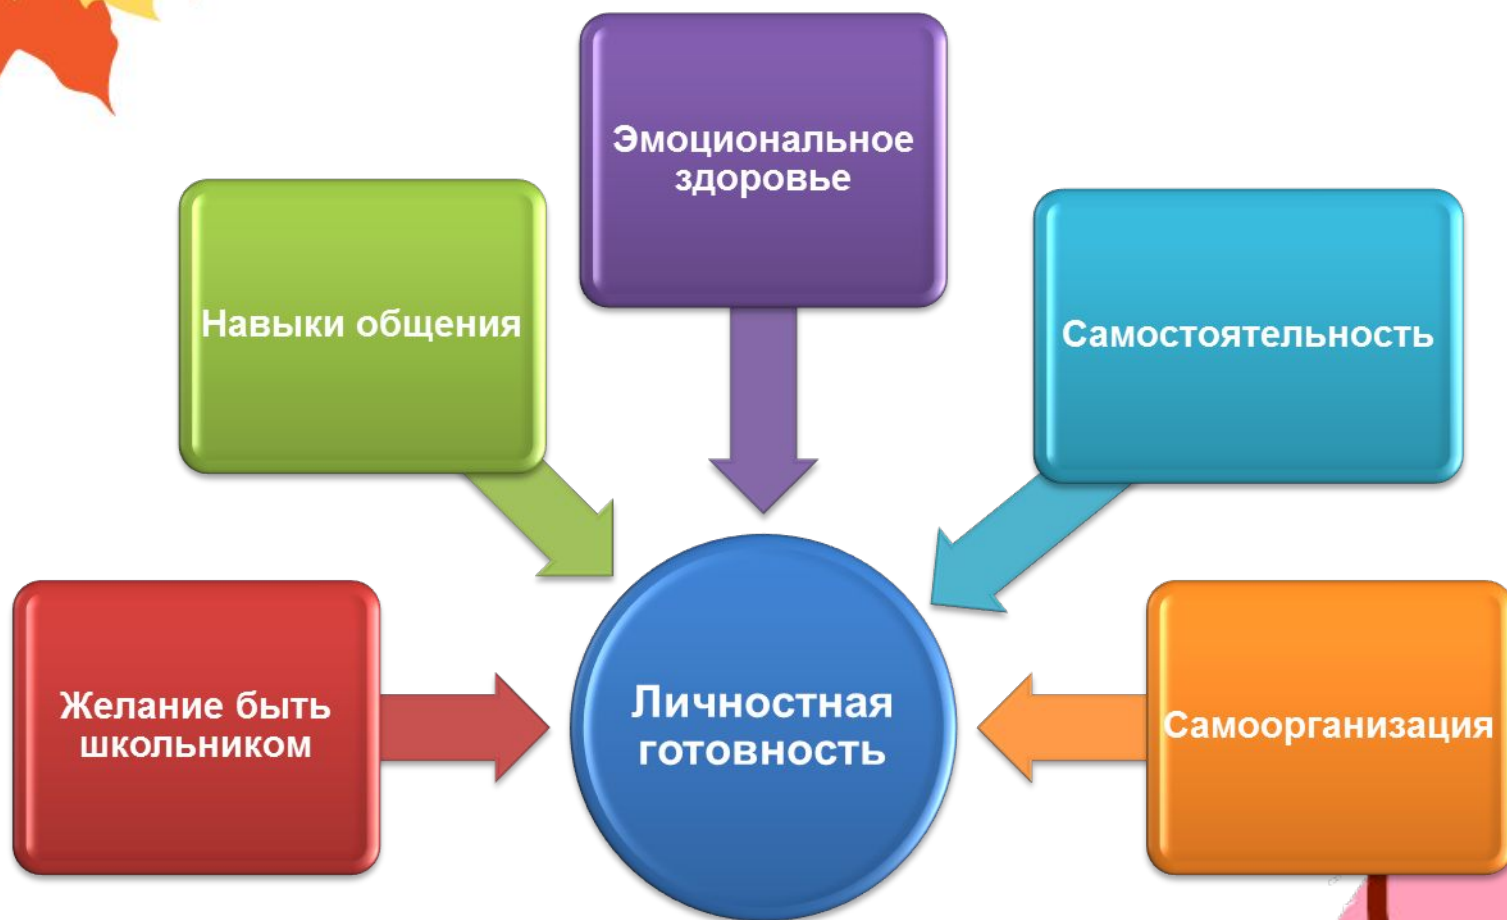 Эмоциональное
здоровье
Навыки общения
Самостоятельность
Желание быть
школьником
Личностная
готовность
Самоорганизация